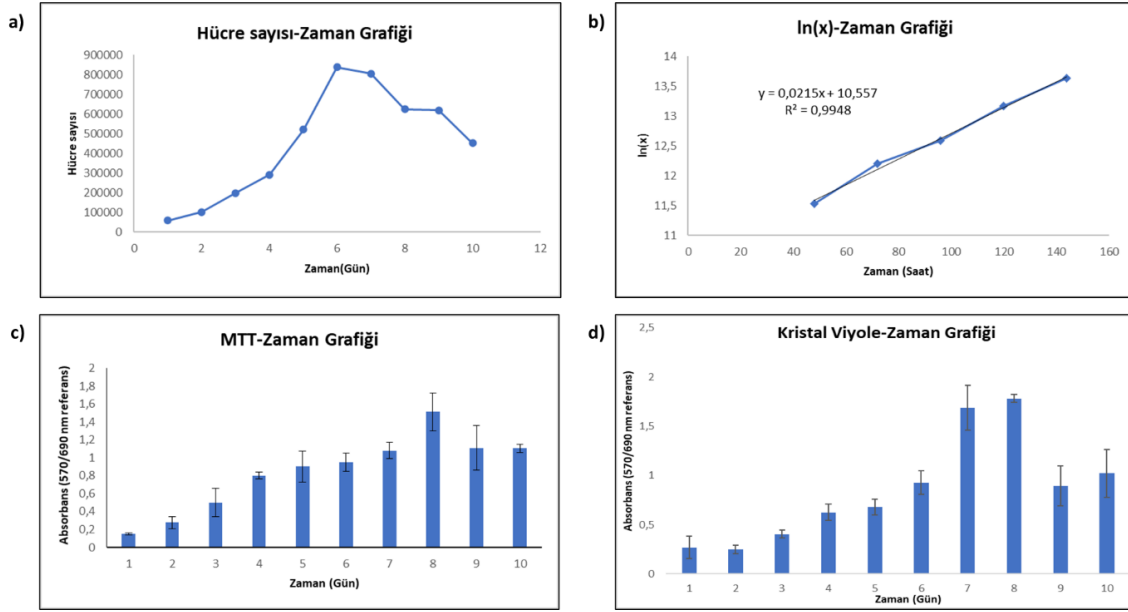 a)
Hücre sayısı-Zaman Grafiği
Hücre sayısı
900000
800000
700000
600000
500000
400000
300000
200000
100000
0
0 2 4 6 8 10 12
Zaman(Gün)
b)
ln(x)-Zaman Grafiği
y = 0,0215x + 10,557
R² = 0,9948
ln(x)
14
13,5
13
12,5
12
11,5
11
0 20 40 60 80 100 120 140 160
Zaman (Saat)
c)
MTT-Zaman Grafiği
Absorbans (570/690 nm referans)
2
1,8
1,6
1,4
1,2
1
0,8
0,6
0,4
0,2
0
1 2 3 4 5 6 7 8 9 10
Zaman (Gün)
d)
Kristal Viyole-Zaman Grafiği
Absorbans (570/690 nm referans)
2,5
2
1,5
1
0,5
0
1 2 3 4 5 6 7 8 9 10
Zaman (Gün)